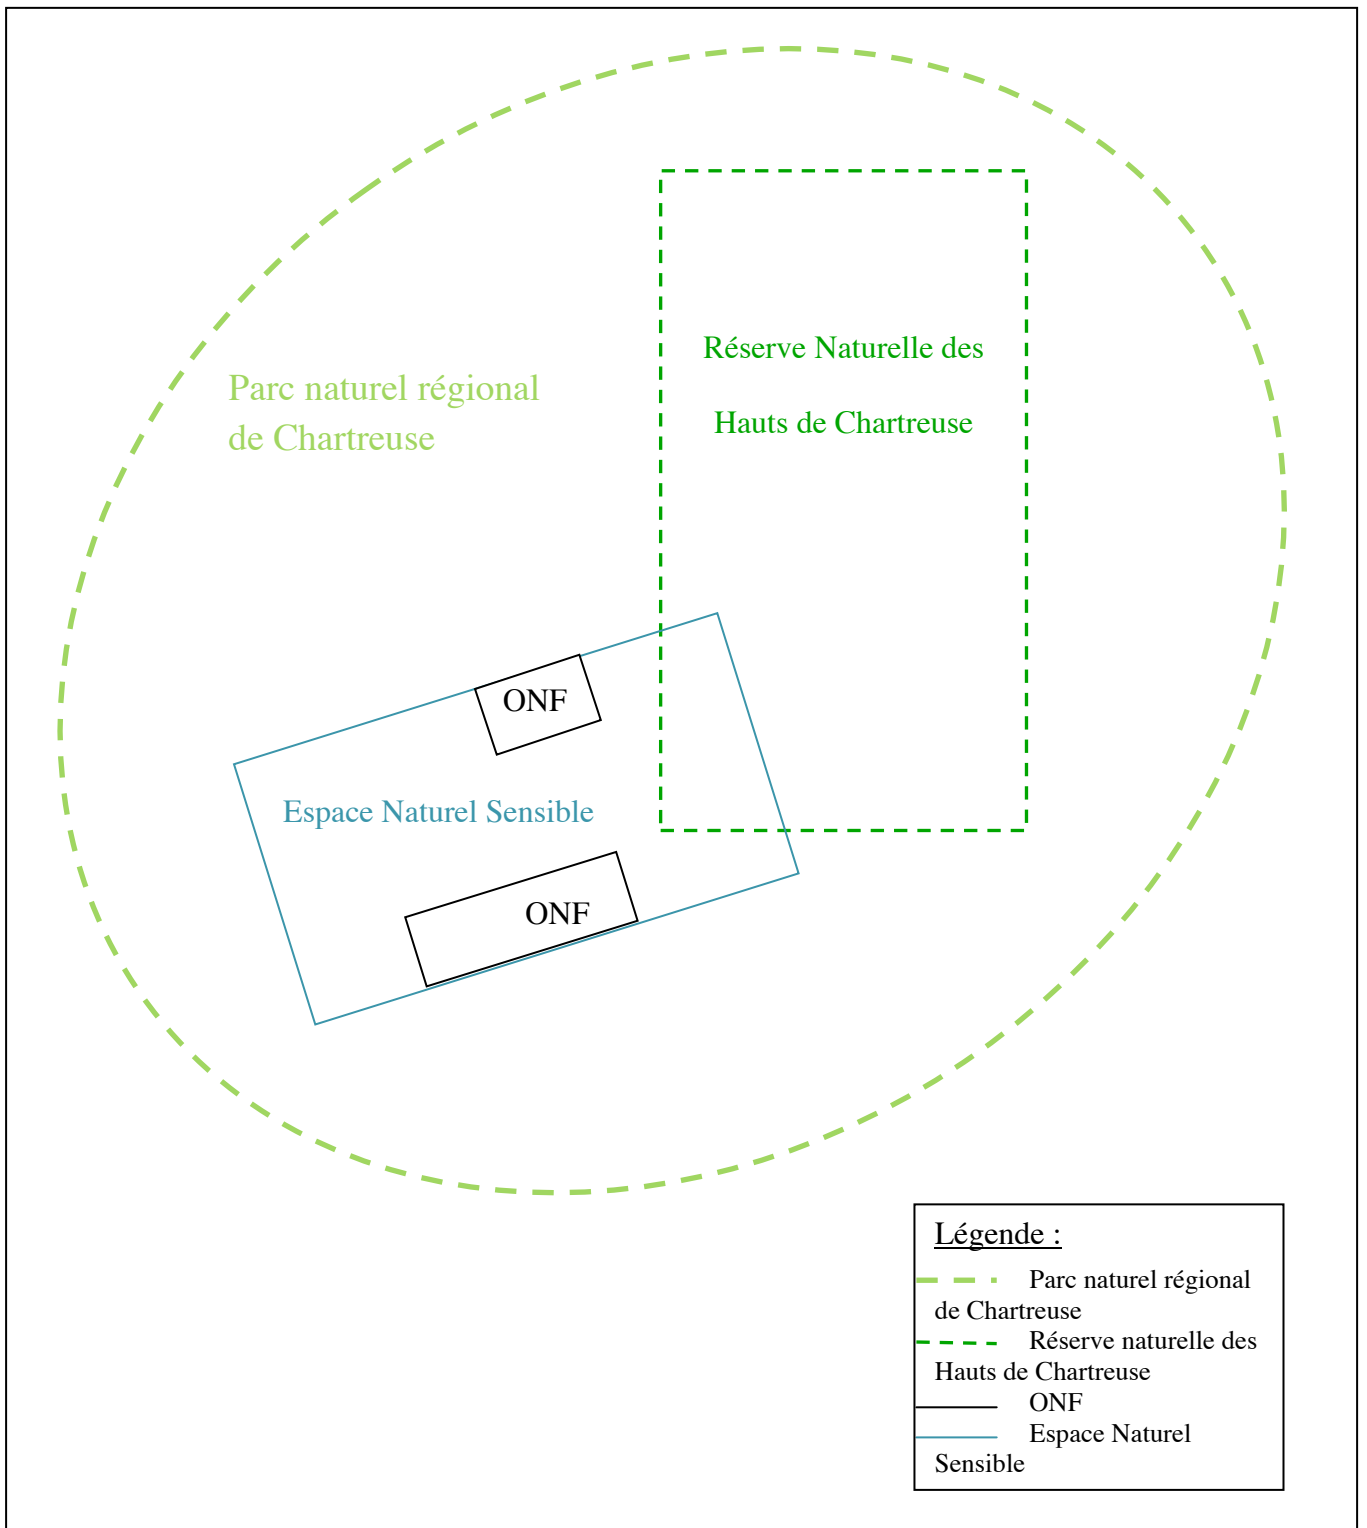 Réserve Naturelle des
Hauts de Chartreuse
Parc naturel régional
de Chartreuse
ONF
Espace Naturel Sensible
ONF
Légende :
Parc naturel régional
de Chartreuse
Réserve naturelle des
Hauts de Chartreuse
ONF
Espace Naturel
Sensible